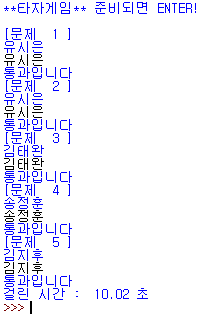 **타자게임** 준비되면 ENTER!
[문제 1 ]
유시은
유시은
통과입니다
[문제 2 ]
유시은
유시은
통과입니다
[문제 3 ]
김태완
김태완
통과입니다
[문제 4 ]
송정훈
송정훈
통과입니다
[문제 5 ]
김지후
김지후
통과입니다
걸린 시간 : 10.02 초
>>>